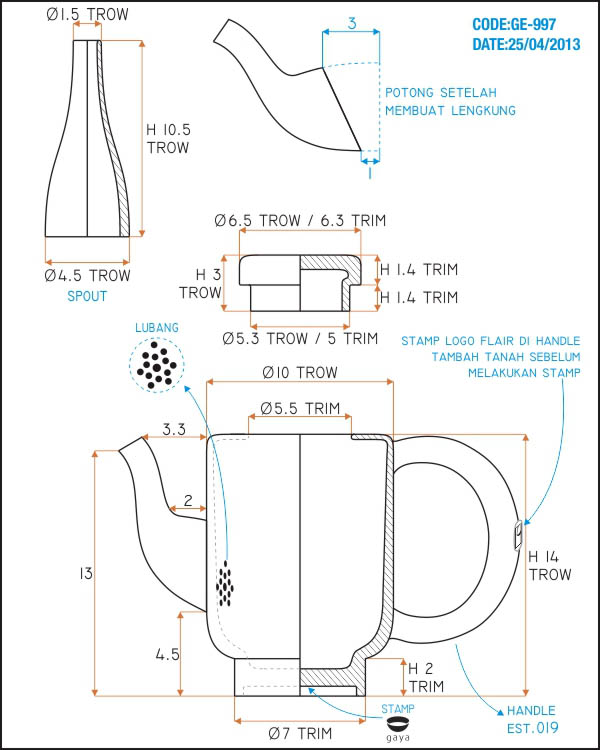 Ø1.5 TROW
H 10.5
TROW
Ø4.5 TROW
SPOUT
3
CODE:GE-997
DATE:25/04/2013
POTONG SETELAH
MEMBUAT LENGKUNG
1
Ø6.5 TROW / 6.3 TRIM
H 3
TROW
H 1.4 TRIM
H 1.4 TRIM
Ø5.3 TROW / 5 TRIM
LUBANG
STAMP LOGO FLAIR DI HANDLE
TAMBAH TANAH SEBELUM
MELAKUKAN STAMP
Ø10 TROW
Ø5.5 TRIM
3.3
2
13
4.5
H 14
TROW
H 2
TRIM
STAMP
gaya
Ø7 TRIM
HANDLE
EST.019